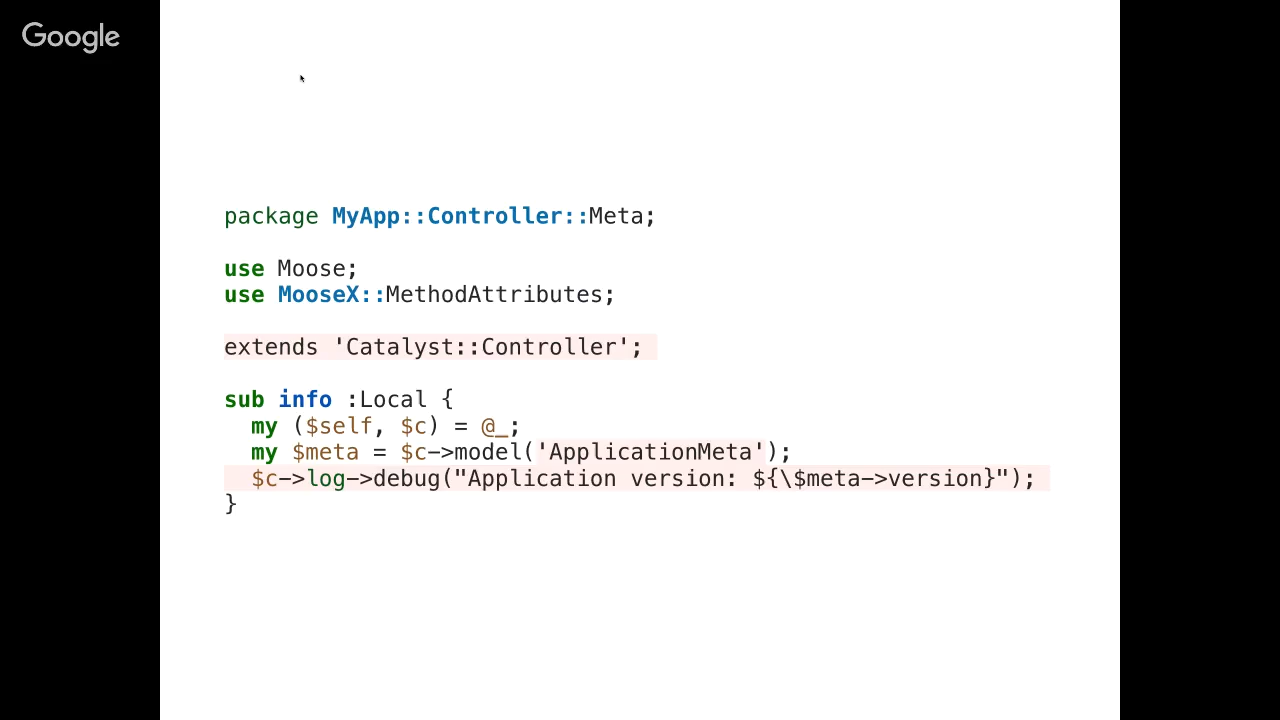 Google
package MyApp::Controller::Meta;
use Moose;
use MooseX::MethodAttributes;
extends 'Catalyst::Controller';
sub info :Local {
  my ($self, $c) = @_;
  my $meta = $c->model('ApplicationMeta');
  $c->log->debug("Application version: ${\$meta->version}");
}